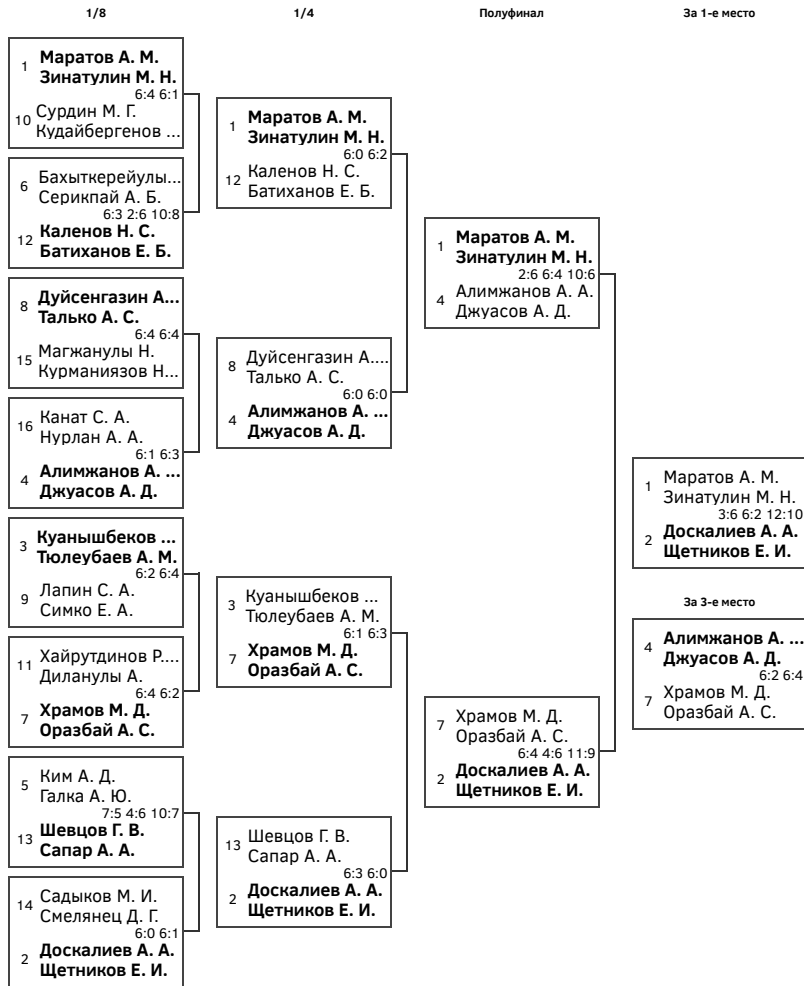 1/8
1/4
Полуфинал
За 1-е место
1
Маратов А. М.
Зинатулин М. Н.
6:4 6:1
10
Сурдин М. Г.
Кудайбергенов ...
6
Бахыткерейулы...
Серикпай А. Б.
6:3 2:6 10:8
12
Каленов Н. С.
Батиханов Е. Б.
8
Дуйсенгазин А...
Талько А. С.
6:4 6:4
15
Магжанулы Н.
Курманиязов Н...
16
Канат С. А.
Нурлан А. А.
6:1 6:3
4
Алимжанов А. ...
Джуасов А. Д.
3
Куанышбеков ...
Тюлеубаев А. М.
6:2 6:4
9
Лапин С. А.
Симко Е. А.
11
Хайрутдинов Р....
Диланулы А.
6:4 6:2
7
Храмов М. Д.
Оразбай А. С.
5
Ким А. Д.
Галка А. Ю.
7:5 4:6 10:7
13
Шевцов Г. В.
Сапар А. А.
14
Садыков М. И.
Смелянец Д. Г.
6:0 6:1
2
Доскалиев А. А.
Щетников Е. И.
1
Маратов А. М.
Зинатулин М. Н.
6:0 6:2
12
Каленов Н. С.
Батиханов Е. Б.
8
Дуйсенгазин А....
Талько А. С.
6:0 6:0
4
Алимжанов А. ...
Джуасов А. Д.
3
Куанышбеков ...
Тюлеубаев А. М.
6:1 6:3
7
Храмов М. Д.
Оразбай А. С.
13
Шевцов Г. В.
Сапар А. А.
6:3 6:0
2
Доскалиев А. А.
Щетников Е. И.
1
Маратов А. М.
Зинатулин М. Н.
2:6 6:4 10:6
4
Алимжанов А. А.
Джуасов А. Д.
7
Храмов М. Д.
Оразбай А. С.
6:4 4:6 11:9
2
Доскалиев А. А.
Щетников Е. И.
1
Маратов А. М.
Зинатулин М. Н.
3:6 6:2 12:10
2
Доскалиев А. А.
Щетников Е. И.
За 3-е место
4
Алимжанов А. ...
Джуасов А. Д.
6:2 6:4
7
Храмов М. Д.
Оразбай А. С.